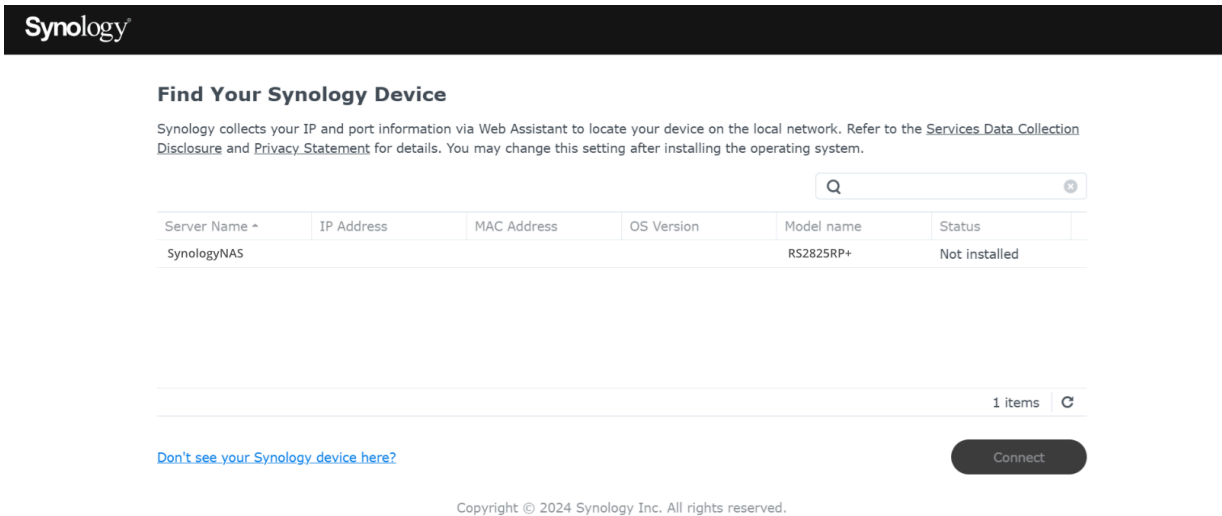 Synology®
Find Your Synology Device
Synology collects your IP and port information via Web Assistant to locate your device on the local network. Refer to the Services Data Collection
Disclosure and Privacy Statement for details. You may change this setting after installing the operating system.
Server Name IP Address MAC Address OS Version Model name Status
SynologyNAS RS2825RP+ Not installed
1 items
Don't see your Synology device here? Connect
Copyright © 2024 Synology Inc. All rights reserved.